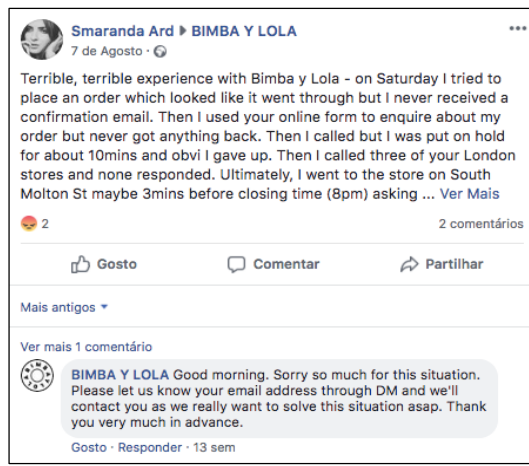 Smaranda Ard ▶ BIMBA Y LOLA
7 de Agosto ·
Terrible, terrible experience with Bimba y Lola - on Saturday I tried to
place an order which looked like it went through but I never received a
confirmation email. Then I used your online form to enquire about my
order but never got anything back. Then I called but I was put on hold
for about 10mins and obvi I gave up. Then I called three of your London
stores and none responded. Ultimately, I went to the store on South
Molton St maybe 3mins before closing time (8pm) asking ... Ver Mais
2
2 comentários
Gosto Comentar Partilhar
Mais antigos
Ver mais 1 comentário
BIMBA Y LOLA Good morning. Sorry so much for this situation.
Please let us know your email address through DM and we'll
contact you as we really want to solve this situation asap. Thank
you very much in advance.
Gosto · Responder · 13 sem